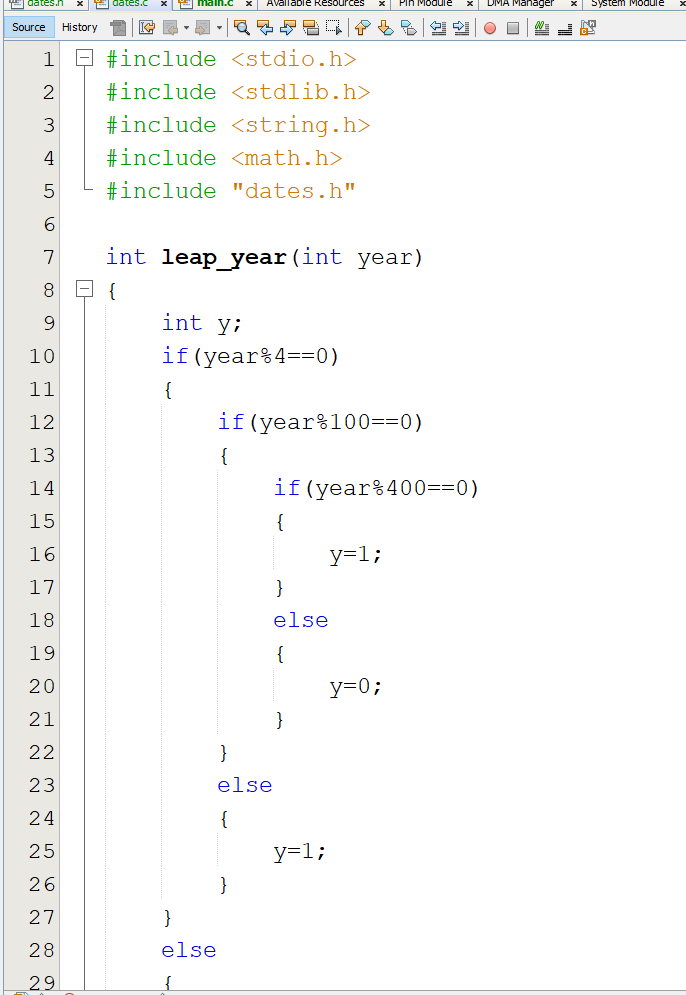 dates.h x dates.c x main.c x Available Resources x Pin Module x DMA Manager x System Module x
Source History
1 #include <stdio.h>
2 #include <stdlib.h>
3 #include <string.h>
4 #include <math.h>
5 #include "dates.h"
6
7 int leap_year(int year)
8 {
9 int y;
10 if(year%4==0)
11 {
12 if(year%100==0)
13 {
14 if(year%400==0)
15 {
16 y=1;
17 }
18 else
19 {
20 y=0;
21 }
22 }
23 else
24 {
25 y=1;
26 }
27 }
28 else
29 {